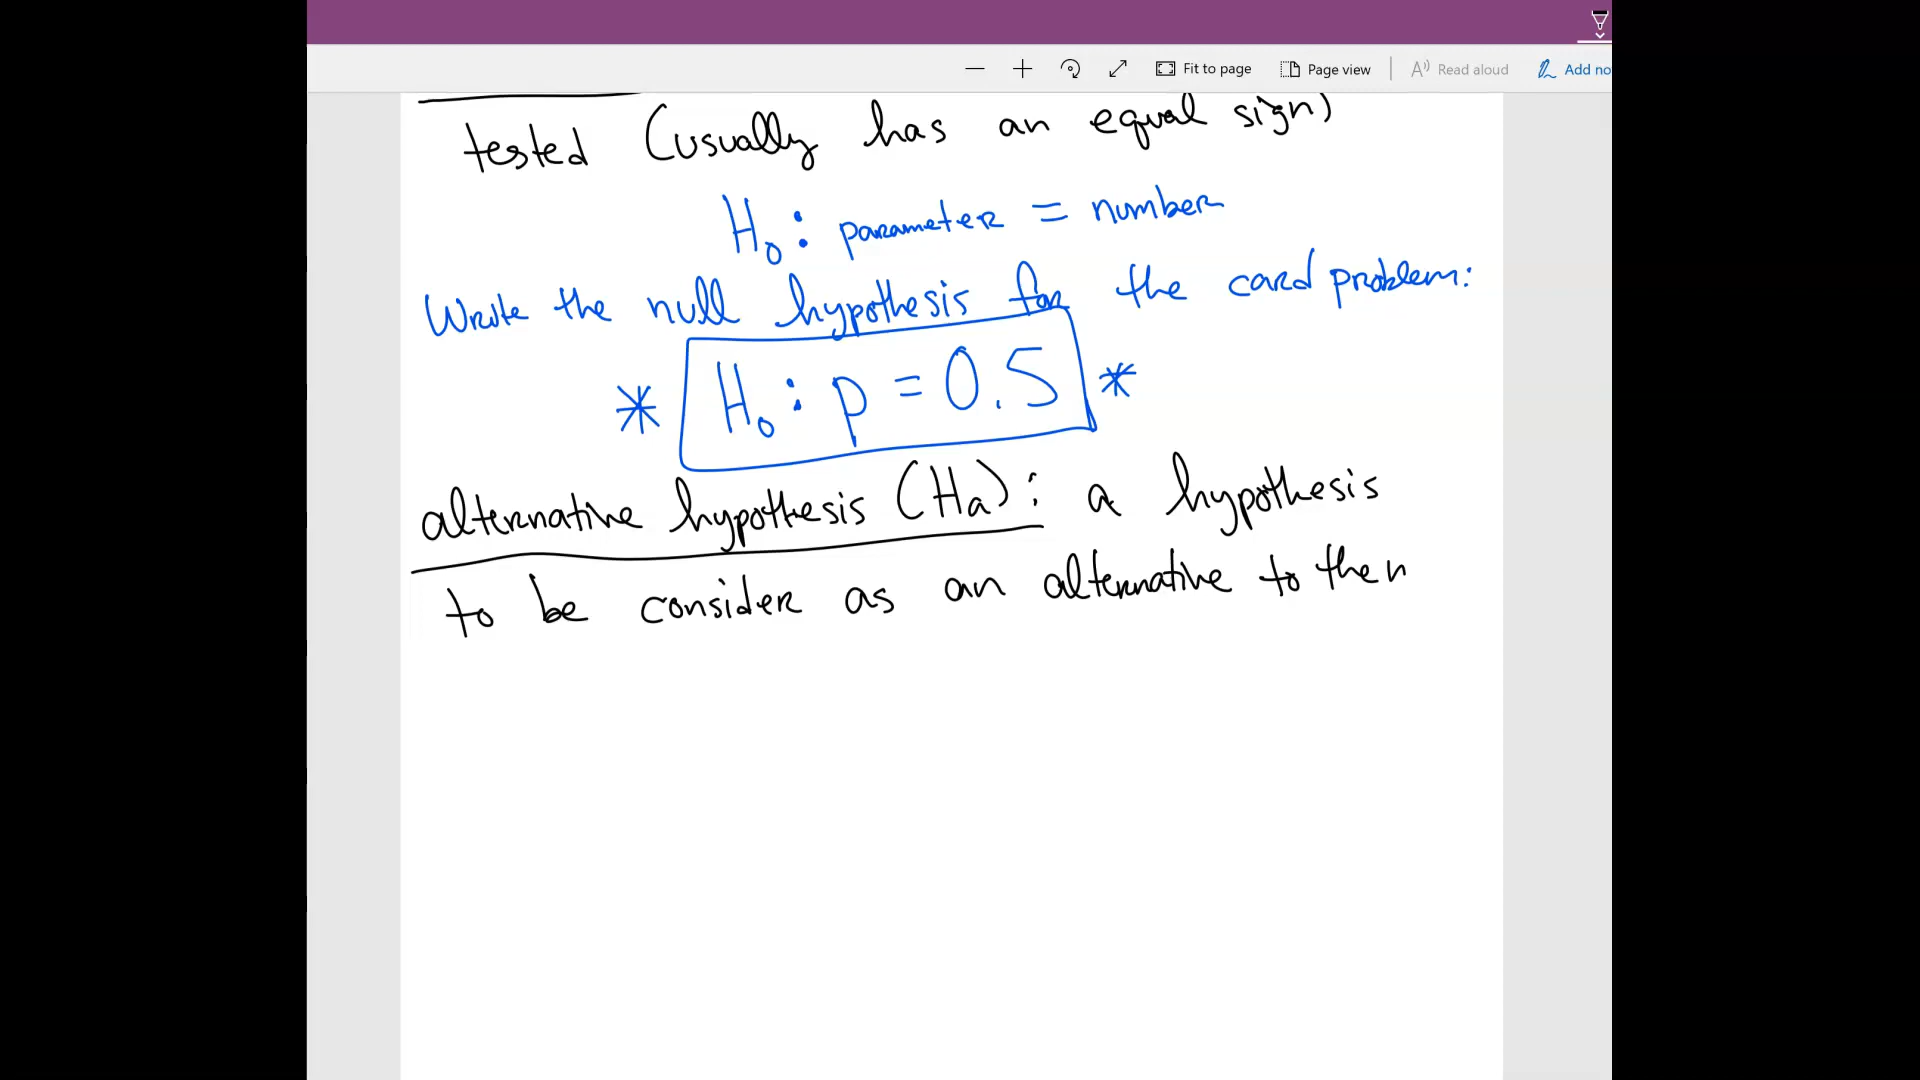 Fit to page Page view Read aloud Add no
tested (usually has an equal sign)
H₀: parameter = number
Write the null hypothesis for the card problem:
* H₀: p = 0.5 *
alternative hypothesis (Ha): a hypothesis
to be consider as an alternative to the n